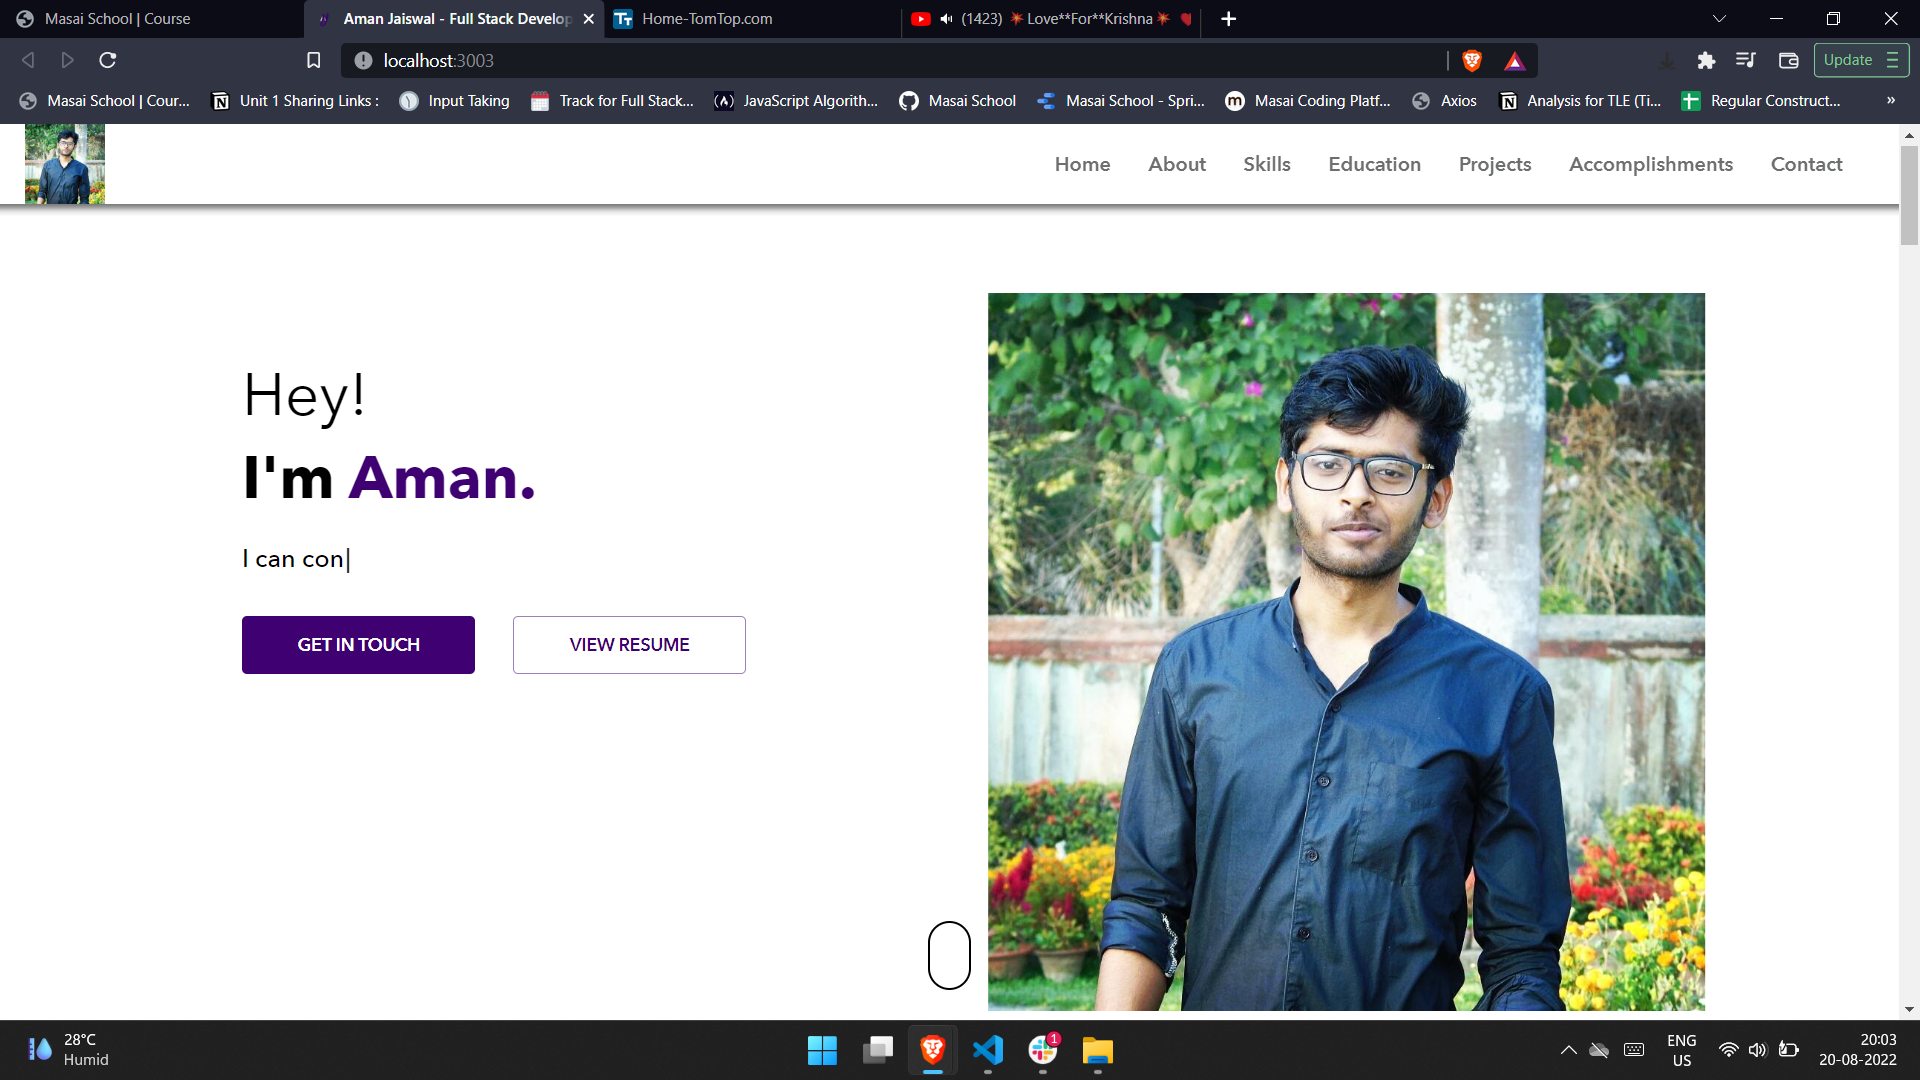 Masai School | Course
Aman Jaiswal - Full Stack Develop
Home-TomTop.com
(1423) 💥Love**For**Krishna💥
localhost:3003
Update
Masai School | Cour...
Unit 1 Sharing Links :
Input Taking
Track for Full Stack...
JavaScript Algorith...
Masai School
Masai School - Spri...
Masai Coding Platf...
Axios
Analysis for TLE (Ti...
Regular Construct...
»
Home
About
Skills
Education
Projects
Accomplishments
Contact
Hey!
I'm Aman.
I can con|
GET IN TOUCH
VIEW RESUME
28°C
Humid
1
ENG
US
20:03
20-08-2022